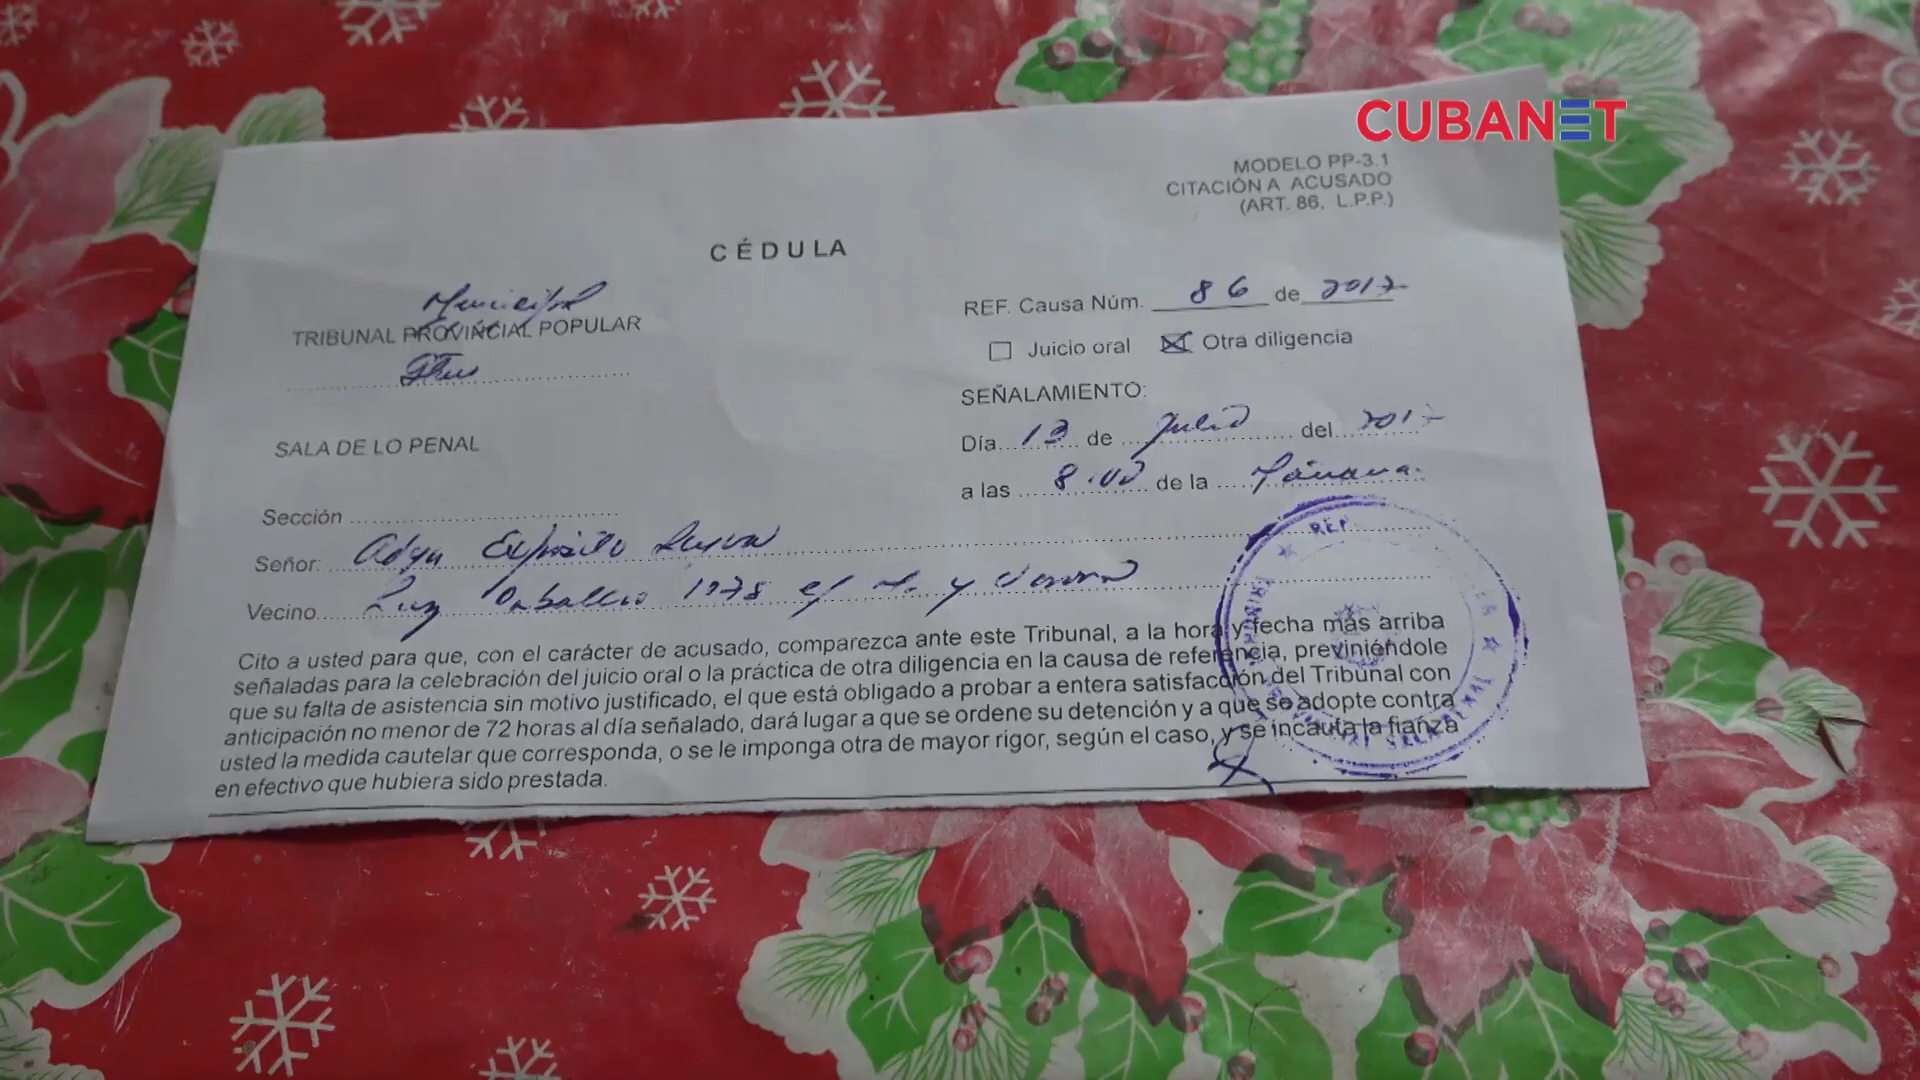 CUBANET
MODELO PP-3.1
CITACIÓN A ACUSADO
(ART. 86, L.P.P.)
CÉDULA
Municipal
TRIBUNAL PROVINCIAL POPULAR
REF. Causa Núm. 86 de 2017
Juicio oral Otra diligencia
SEÑALAMIENTO:
Día 13 de Julio del 2017
a las 8:00 de la Mañana.
SALA DE LO PENAL
Sección
Señor: Expósito
Vecino Luz Caballero 1278 e/ y
REP.
Cito a usted para que, con el carácter de acusado, comparezca ante este Tribunal, a la hora y fecha más arriba
señaladas para la celebración del juicio oral o la práctica de otra diligencia en la causa de referencia, previniéndole
que su falta de asistencia sin motivo justificado, el que está obligado a probar a entera satisfacción del Tribunal con
anticipación no menor de 72 horas al día señalado, dará lugar a que se ordene su detención y a que se adopte contra
usted la medida cautelar que corresponda, o se le imponga otra de mayor rigor, según el caso, y se incauta la fianza
en efectivo que hubiera sido prestada.